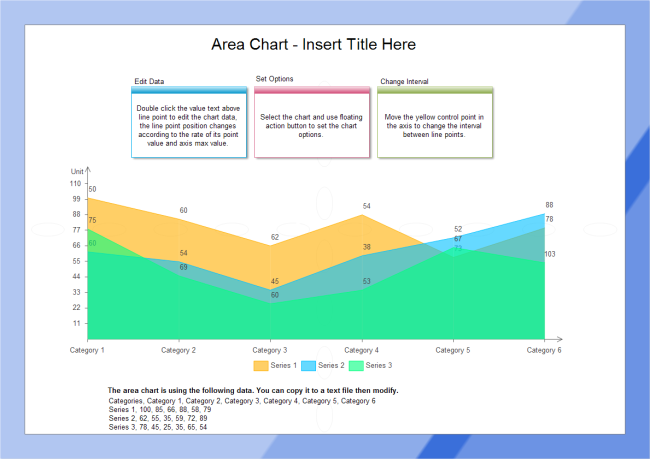 Area Chart - Insert Title Here
Edit Data
Set Options
Change Interval
Double click the value text above
line point to edit the chart data,
the line point position changes
according to the rate of its point
value and axis max value.
Select the chart and use floating
action button to set the chart
options.
Move the yellow control point in
the axis to change the interval
between line points.
Unit
110
99
88
77
66
55
44
33
22
11
50
75
60
60
54
69
62
45
60
54
38
53
52
67
73
88
78
103
Category 1
Category 2
Category 3
Category 4
Category 5
Category 6
Series 1
Series 2
Series 3
The area chart is using the following data. You can copy it to a text file then modify.
Categories, Category 1, Category 2, Category 3, Category 4, Category 5, Category 6
Series 1, 100, 85, 66, 88, 58, 79
Series 2, 62, 55, 35, 59, 72, 89
Series 3, 78, 45, 25, 35, 65, 54